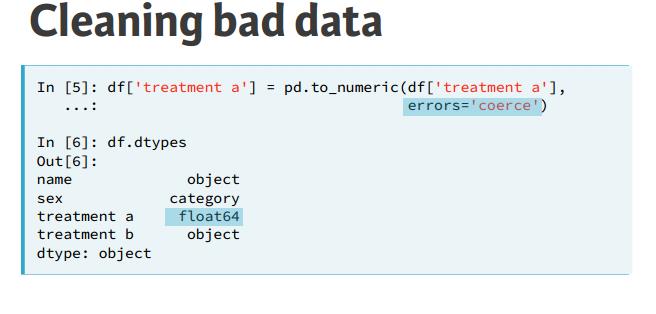 Cleaning bad data
In [5]: df['treatment a'] = pd.to_numeric(df['treatment a'],
   ...:                                   errors='coerce')
In [6]: df.dtypes
Out[6]:
name              object
sex             category
treatment a      float64
treatment b       object
dtype: object